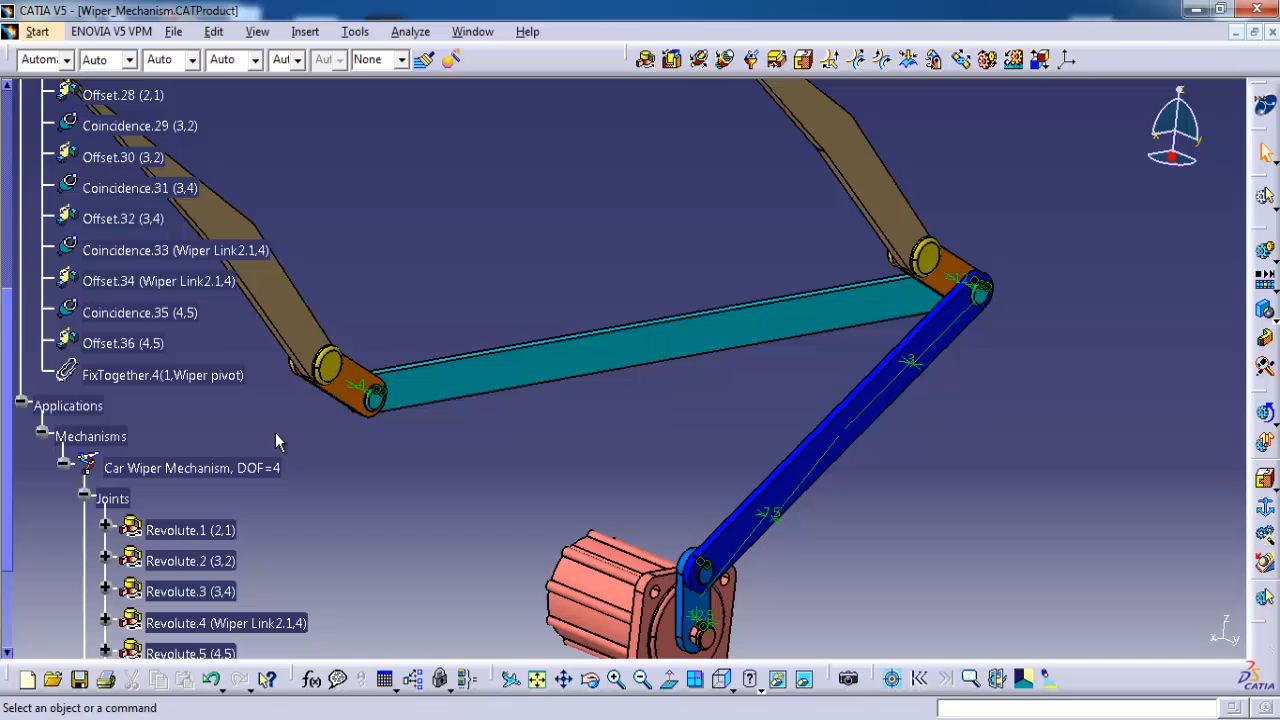 CATIA V5 - [Wiper_Mechanism.CATProduct]
Start ENOVIA V5 VPM File Edit View Insert Tools Analyze Window Help
Automa Auto Auto Auto Aut Aut None
Offset.28 (2,1)
Coincidence.29 (3,2)
Offset.30 (3,2)
Coincidence.31 (3,4)
Offset.32 (3,4)
Coincidence.33 (Wiper Link2.1,4)
Offset.34 (Wiper Link2.1,4)
Coincidence.35 (4,5)
Offset.36 (4,5)
FixTogether.4(1,Wiper pivot)
Applications
Mechanisms
Car Wiper Mechanism, DOF=4
Joints
Revolute.1 (2,1)
Revolute.2 (3,2)
Revolute.3 (3,4)
Revolute.4 (Wiper Link2.1,4)
Revolute.5 (4,5)
Select an object or a command
CATIA